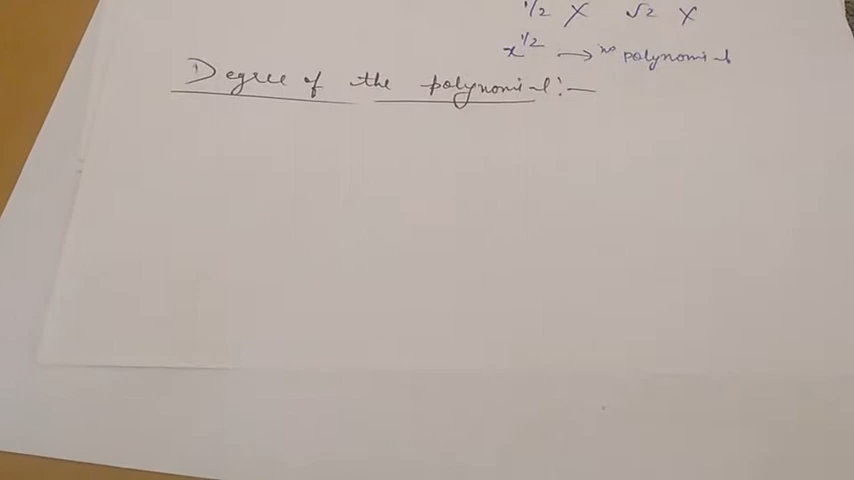 1/2 X √2 X
x^1/2 → no polynomial
Degree of the polynomial:—